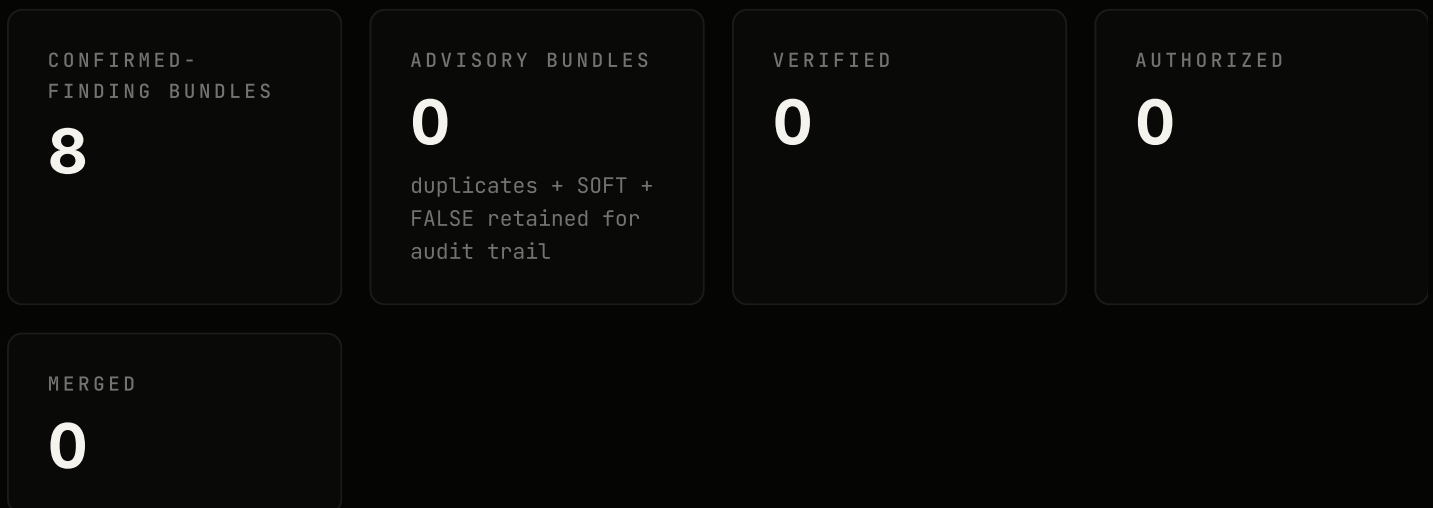 CONFIRMED-
FINDING BUNDLES
8
ADVISORY BUNDLES
0
duplicates + SOFT +
FALSE retained for
audit trail
VERIFIED
0
AUTHORIZED
0
MERGED
0